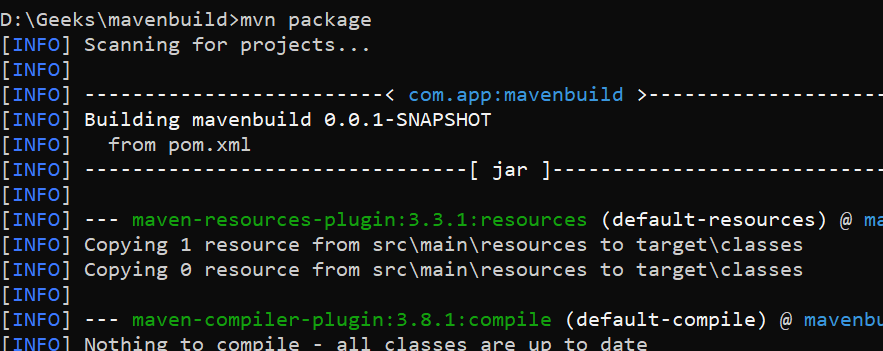 D:\Geeks\mavenbuild>mvn package
[INFO] Scanning for projects...
[INFO]
[INFO] -------------------------< com.app:mavenbuild >--------------------
[INFO] Building mavenbuild 0.0.1-SNAPSHOT
[INFO]   from pom.xml
[INFO] --------------------------------[ jar ]----------------------------
[INFO]
[INFO] --- maven-resources-plugin:3.3.1:resources (default-resources) @ ma
[INFO] Copying 1 resource from src\main\resources to target\classes
[INFO] Copying 0 resource from src\main\resources to target\classes
[INFO]
[INFO] --- maven-compiler-plugin:3.8.1:compile (default-compile) @ mavenbu
[INFO] Nothing to compile - all classes are up to date